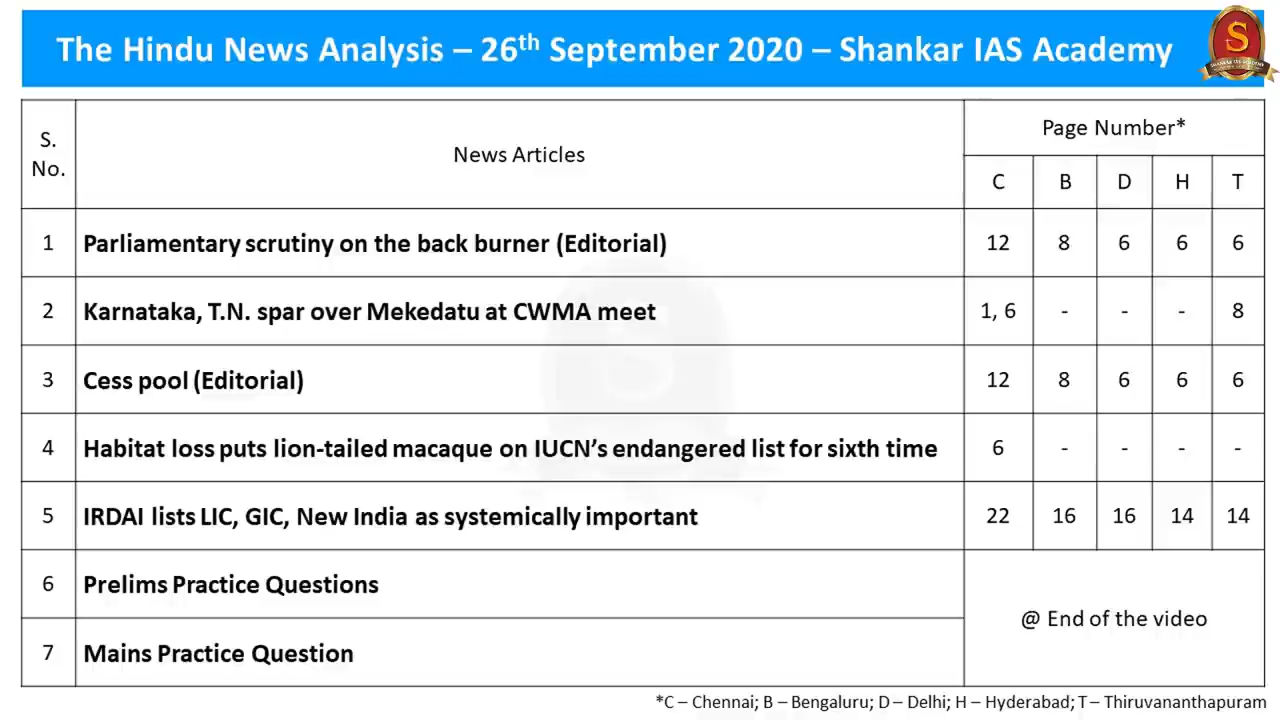 The Hindu News Analysis – 26th September 2020 – Shankar IAS Academy
S
SHANKAR IAS ACADEMY
S. No. News Articles Page Number*
C B D H T
1 Parliamentary scrutiny on the back burner (Editorial) 12 8 6 6 6
2 Karnataka, T.N. spar over Mekedatu at CWMA meet 1, 6 - - - 8
3 Cess pool (Editorial) 12 8 6 6 6
4 Habitat loss puts lion-tailed macaque on IUCN’s endangered list for sixth time 6 - - - -
5 IRDAI lists LIC, GIC, New India as systemically important 22 16 16 14 14
6 Prelims Practice Questions
@ End of the video
7 Mains Practice Question
*C – Chennai; B – Bengaluru; D – Delhi; H – Hyderabad; T – Thiruvananthapuram